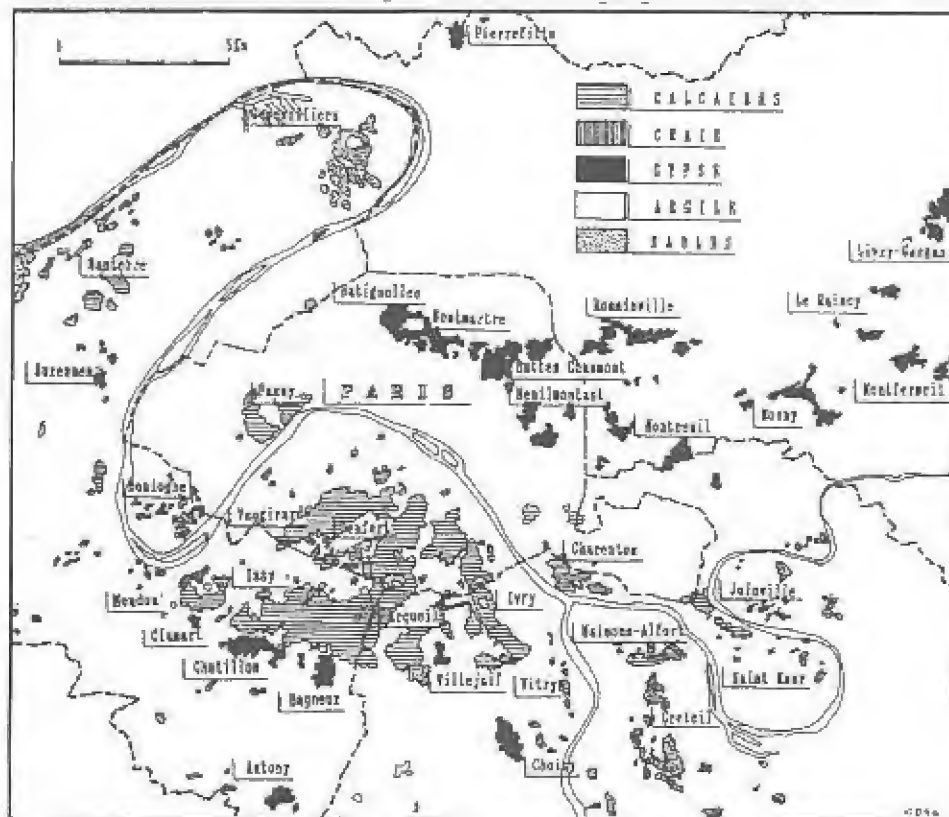 Pierrefitte
5Km
Gennevilliers
CALCAIRES
CRAIE
GYPSE
ARGILE
SABLES
Livry-Gargan
Nanterre
Batignolles
Montmartre
Romainville
Le Raincy
Suresnes
Buttes Chaumont
Montfermeil
Passy
PARIS
Menilmontant
Rosny
Montreuil
Boulogne
Vaugirard
Denfert
Charenton
Issy
Joinville
Meudon
Ivry
Arcueil
Clamart
Maisons-Alfort
Chatillon
Villejuif
Vitry
Saint Maur
Bagneux
Creteil
Antony
Choisy